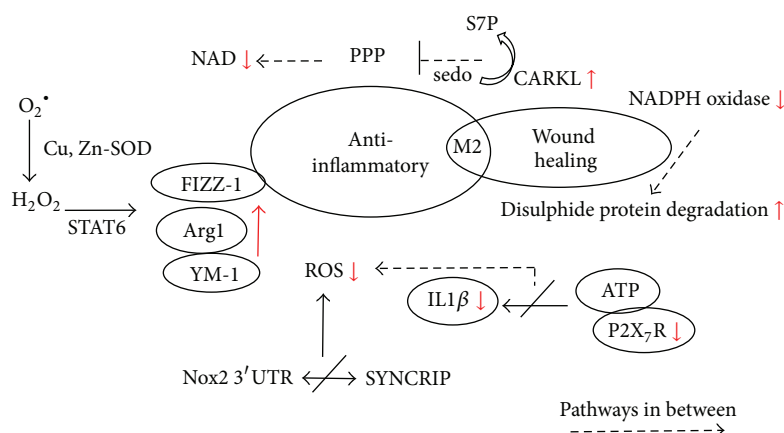 S7P
NAD ↓
PPP
sedo
CARKL ↑
NADPH oxidase ↓
O₂•
Cu, Zn-SOD
H₂O₂
STAT6
FIZZ-1
Arg1
YM-1
Anti-
inflammatory
M2
Wound
healing
Disulphide protein degradation ↑
ROS ↓
IL1β ↓
ATP
P2X₇R ↓
Nox2 3′UTR
SYNCRIP
Pathways in between